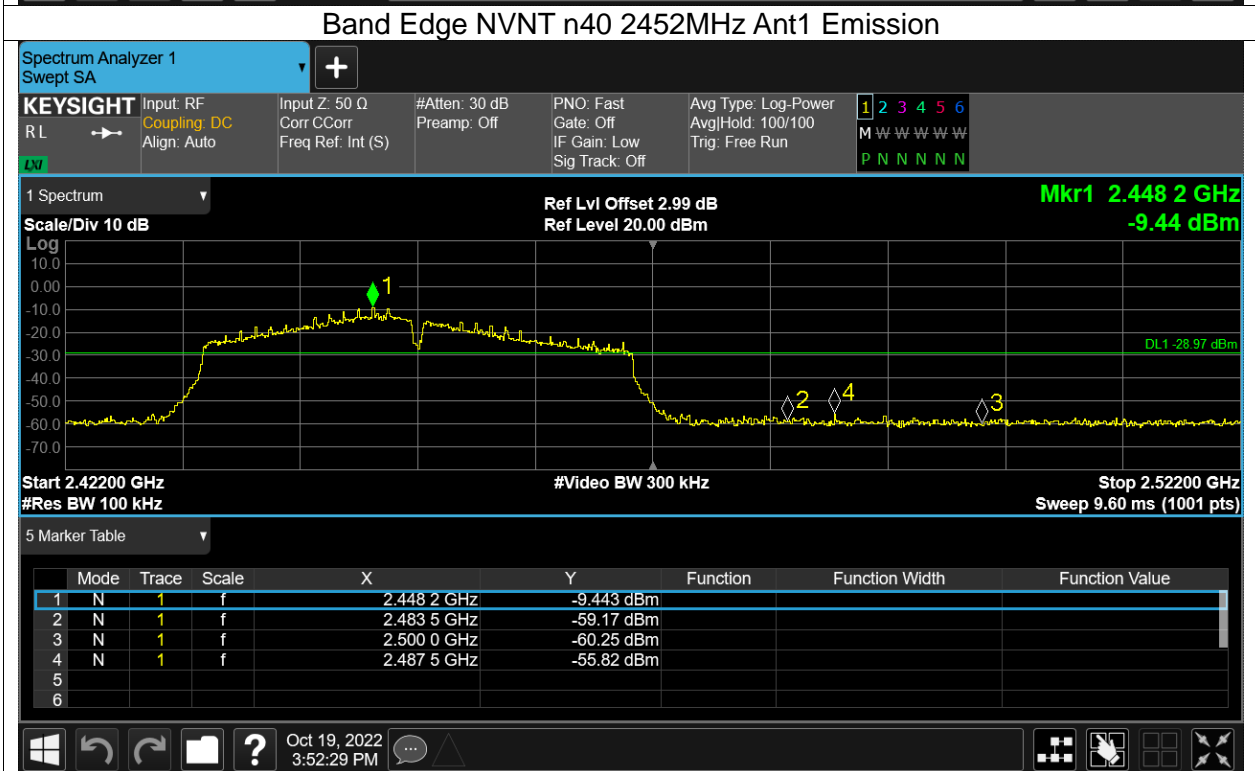 Band Edge NVNT n40 2452MHz Ant1 Emission
Spectrum Analyzer 1
Swept SA
+
KEYSIGHT Input: RF Input Z: 50 Ω #Atten: 30 dB PNO: Fast Avg Type: Log-Power 1 2 3 4 5 6
RL Coupling: DC Corr CCorr Preamp: Off Gate: Off Avg|Hold: 100/100 M W W W W W
Align: Auto Freq Ref: Int (S) IF Gain: Low Trig: Free Run
LXI Sig Track: Off P N N N N N
1 Spectrum Ref Lvl Offset 2.99 dB Mkr1 2.448 2 GHz
Scale/Div 10 dB Ref Level 20.00 dBm -9.44 dBm
Log
10.0
0.00 1
-10.0
-20.0
-30.0 DL1 -28.97 dBm
-40.0
-50.0 2 4 3
-60.0
-70.0
Start 2.42200 GHz #Video BW 300 kHz Stop 2.52200 GHz
#Res BW 100 kHz Sweep 9.60 ms (1001 pts)
5 Marker Table
Mode Trace Scale X Y Function Function Width Function Value
1 N 1 f 2.448 2 GHz -9.443 dBm
2 N 1 f 2.483 5 GHz -59.17 dBm
3 N 1 f 2.500 0 GHz -60.25 dBm
4 N 1 f 2.487 5 GHz -55.82 dBm
5
6
? Oct 19, 2022
3:52:29 PM